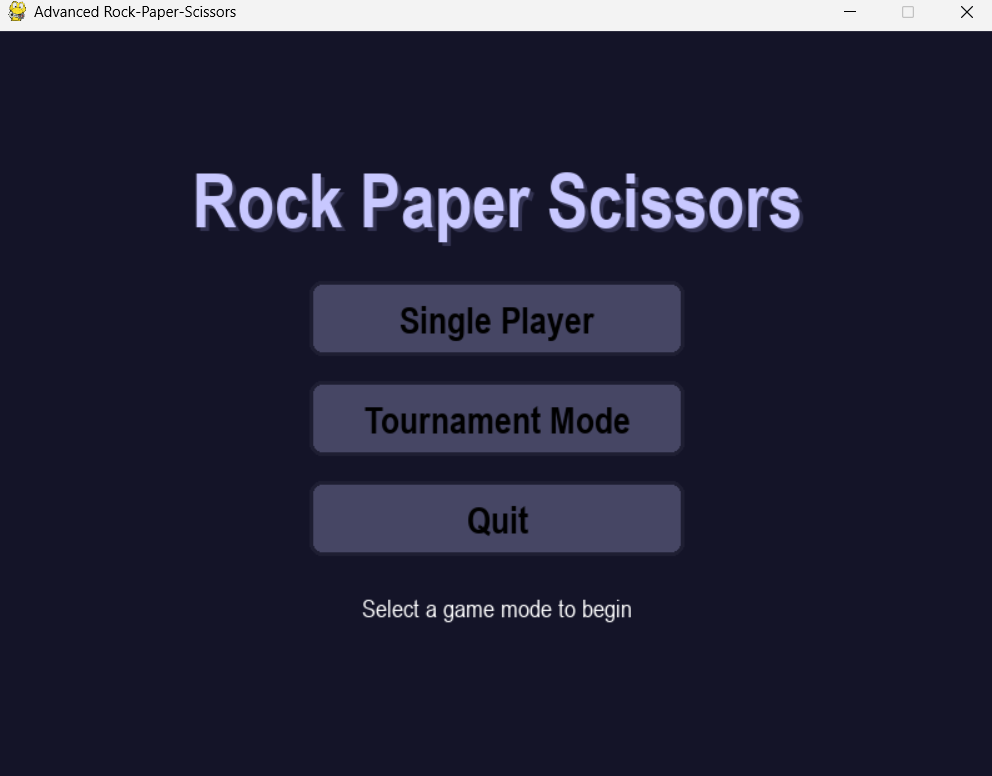 Advanced Rock-Paper-Scissors
Rock Paper Scissors
Single Player
Tournament Mode
Quit
Select a game mode to begin